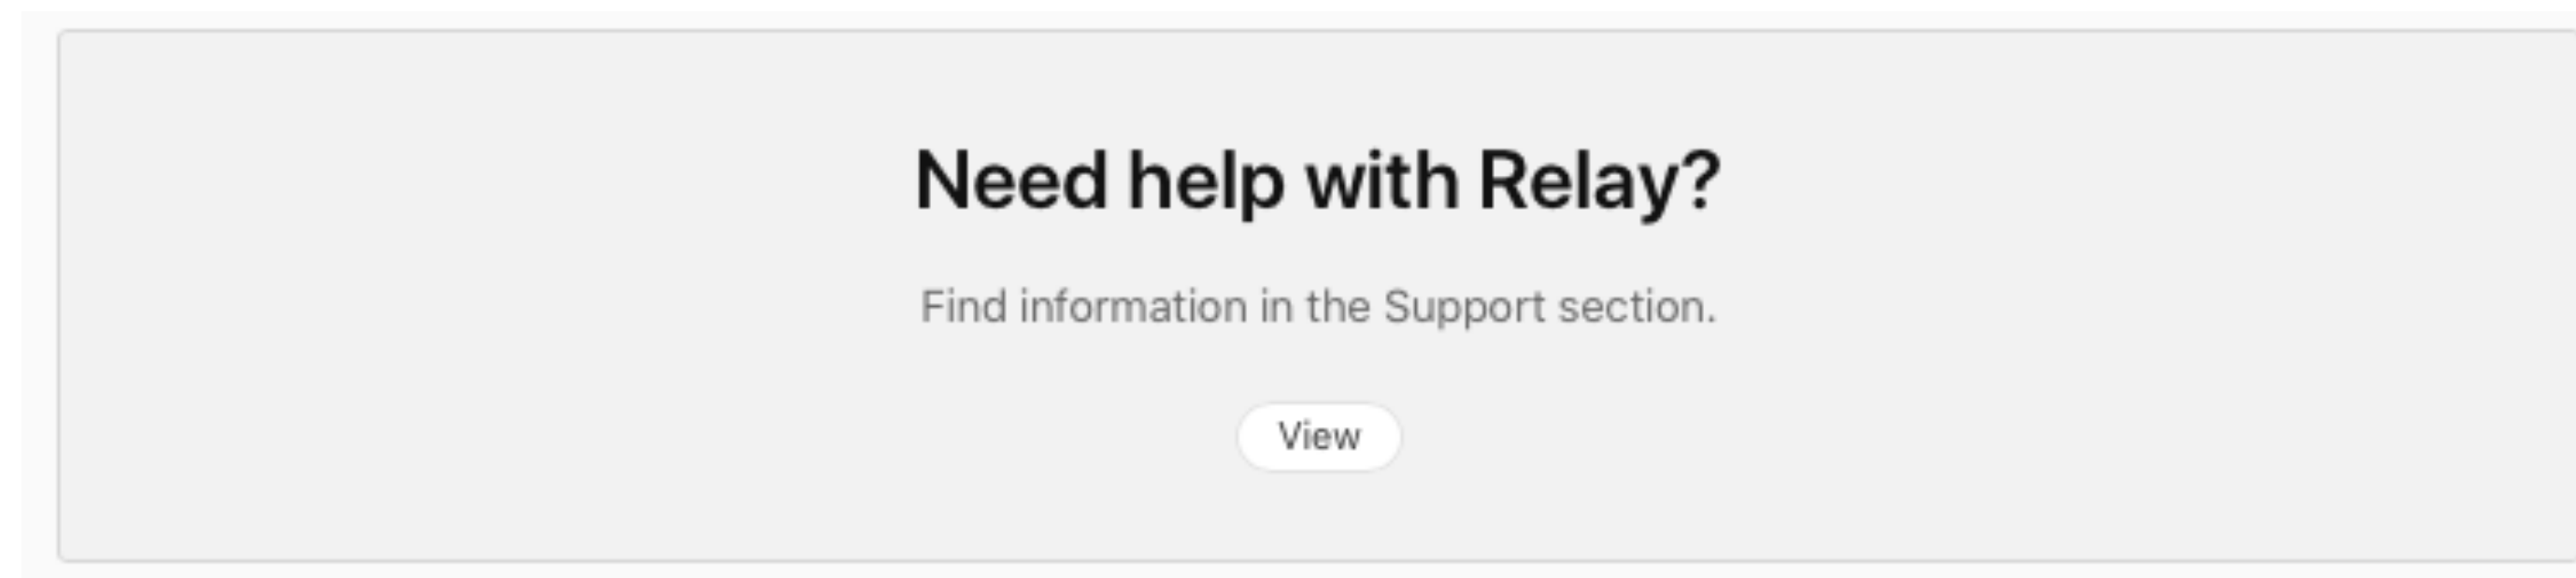 Need help with Relay?
Find information in the Support section.
View